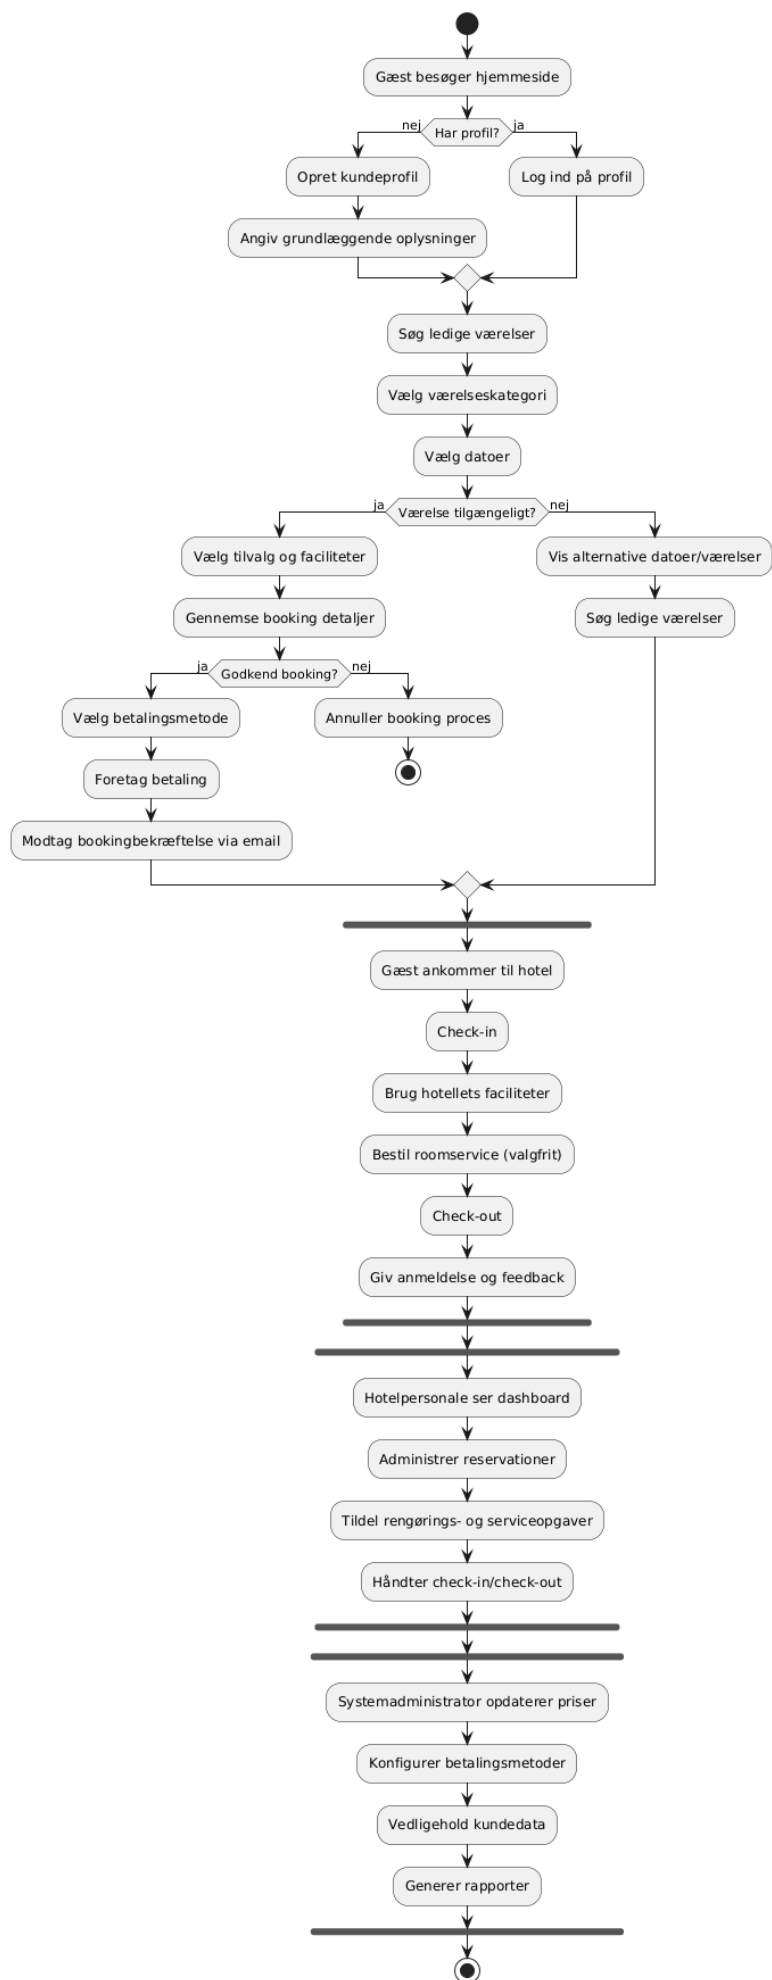 Gæst besøger hjemmeside
nej
Har profil?
ja
Opret kundeprofil
Log ind på profil
Angiv grundlæggende oplysninger
Søg ledige værelser
Vælg værelseskategori
Vælg datoer
ja
Værelse tilgængeligt?
nej
Vælg tilvalg og faciliteter
Vis alternative datoer/værelser
Gennemse booking detaljer
Søg ledige værelser
ja
Godkend booking?
nej
Vælg betalingsmetode
Annuller booking proces
Foretag betaling
Modtag bookingbekræftelse via email
Gæst ankommer til hotel
Check-in
Brug hotellets faciliteter
Bestil roomservice (valgfrit)
Check-out
Giv anmeldelse og feedback
Hotelpersonale ser dashboard
Administrer reservationer
Tildel rengørings- og serviceopgaver
Håndter check-in/check-out
Systemadministrator opdaterer priser
Konfigurer betalingsmetoder
Vedligehold kundedata
Generer rapporter